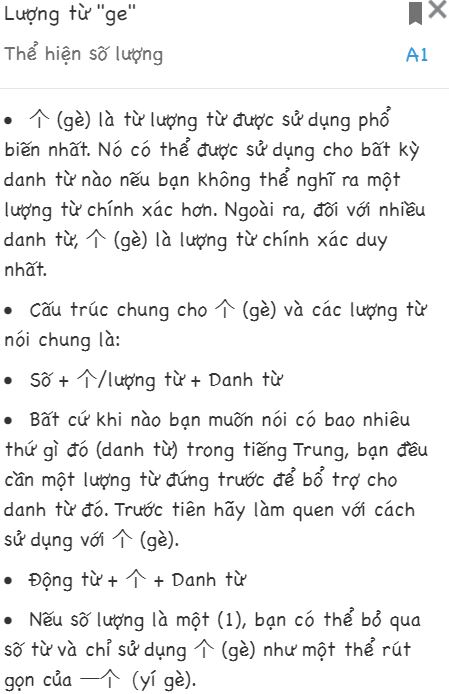 Lượng từ "ge"
Thể hiện số lượng
A1
• 个 (gè) là từ lượng từ được sử dụng phổ
biến nhất. Nó có thể được sử dụng cho bất kỳ
danh từ nào nếu bạn không thể nghĩ ra một
lượng từ chính xác hơn. Ngoài ra, đối với nhiều
danh từ, 个 (gè) là lượng từ chính xác duy
nhất.
• Cấu trúc chung cho 个 (gè) và các lượng từ
nói chung là:
• Số + 个/lượng từ + Danh từ
• Bất cứ khi nào bạn muốn nói có bao nhiêu
thứ gì đó (danh từ) trong tiếng Trung, bạn đều
cần một lượng từ đứng trước để bổ trợ cho
danh từ đó. Trước tiên hãy làm quen với cách
sử dụng với 个 (gè).
• Động từ + 个 + Danh từ
• Nếu số lượng là một (1), bạn có thể bỏ qua
số từ và chỉ sử dụng 个 (gè) như một thể rút
gọn của 一个 (yí gè).